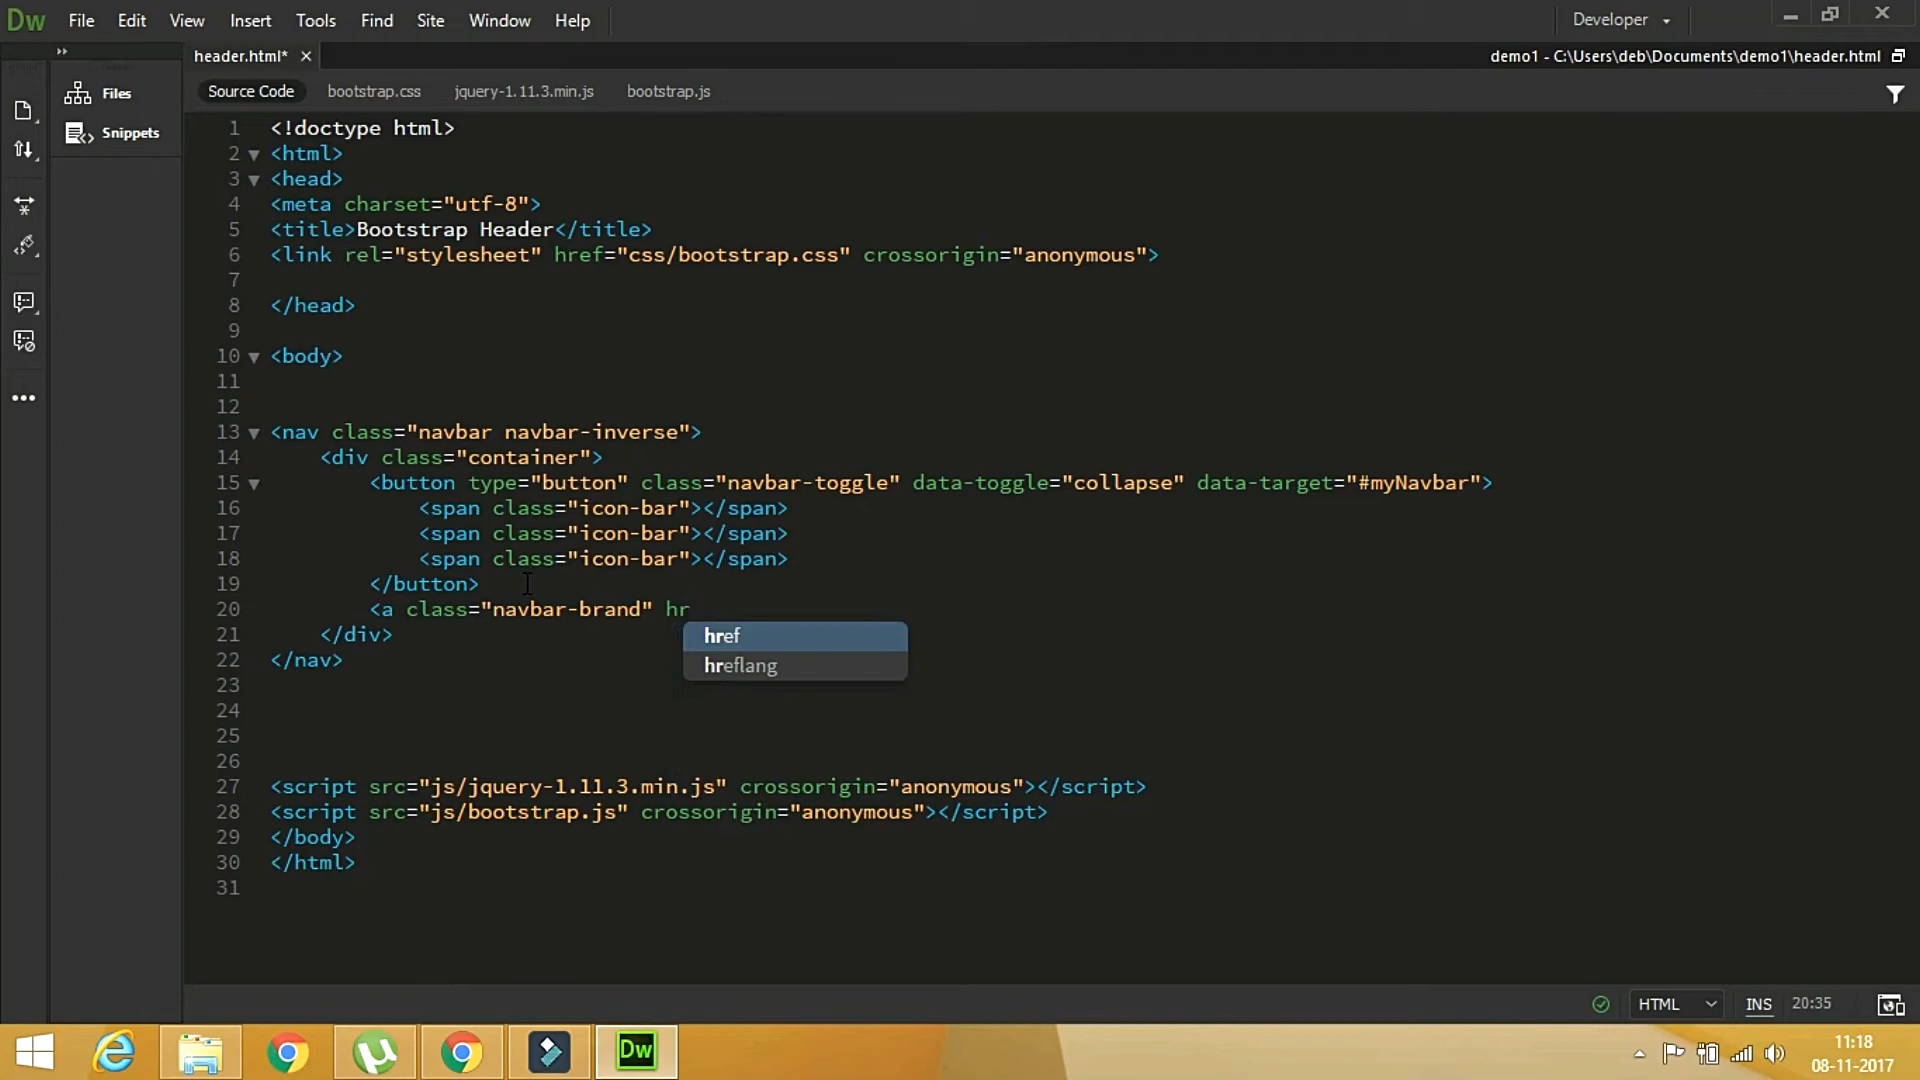 Dw File Edit View Insert Tools Find Site Window Help Developer
header.html* demo1 - C:\Users\deb\Documents\demo1\header.html
Source Code bootstrap.css jquery-1.11.3.min.js bootstrap.js
Files
Snippets
1 <!doctype html>
2 <html>
3 <head>
4 <meta charset="utf-8">
5 <title>Bootstrap Header</title>
6 <link rel="stylesheet" href="css/bootstrap.css" crossorigin="anonymous">
7
8 </head>
9
10 <body>
11
12
13 <nav class="navbar navbar-inverse">
14 <div class="container">
15 <button type="button" class="navbar-toggle" data-toggle="collapse" data-target="#myNavbar">
16 <span class="icon-bar"></span>
17 <span class="icon-bar"></span>
18 <span class="icon-bar"></span>
19 </button>
20 <a class="navbar-brand" hr
href
21 </div>
hreflang
22 </nav>
23
24
25
26
27 <script src="js/jquery-1.11.3.min.js" crossorigin="anonymous"></script>
28 <script src="js/bootstrap.js" crossorigin="anonymous"></script>
29 </body>
30 </html>
31
HTML INS 20:35
Dw
11:18
08-11-2017